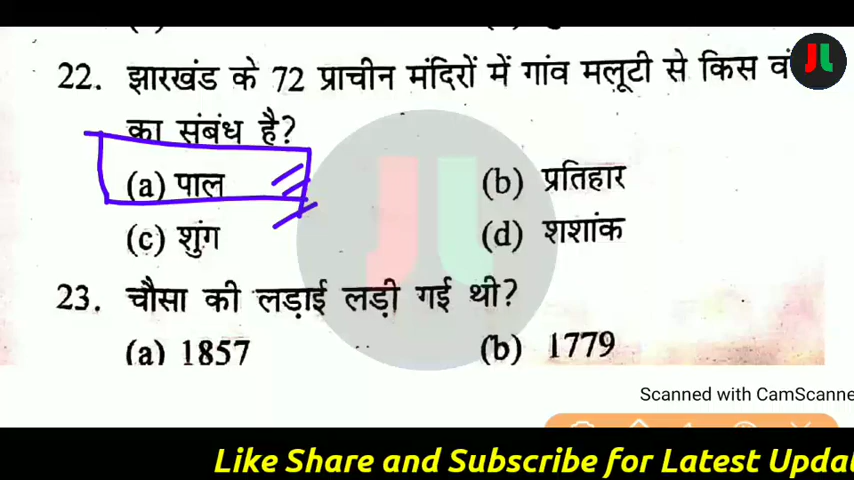 22. झारखंड के 72 प्राचीन मंदिरों में गांव मलूटी से किस
का संबंध है?
(a) पाल (b) प्रतिहार
(c) शुंग (d) शशांक
23. चौसा की लड़ाई लड़ी गई थी?
(a) 1857 (b) 1779
Scanned with CamScanne
Like Share and Subscribe for Latest Upda